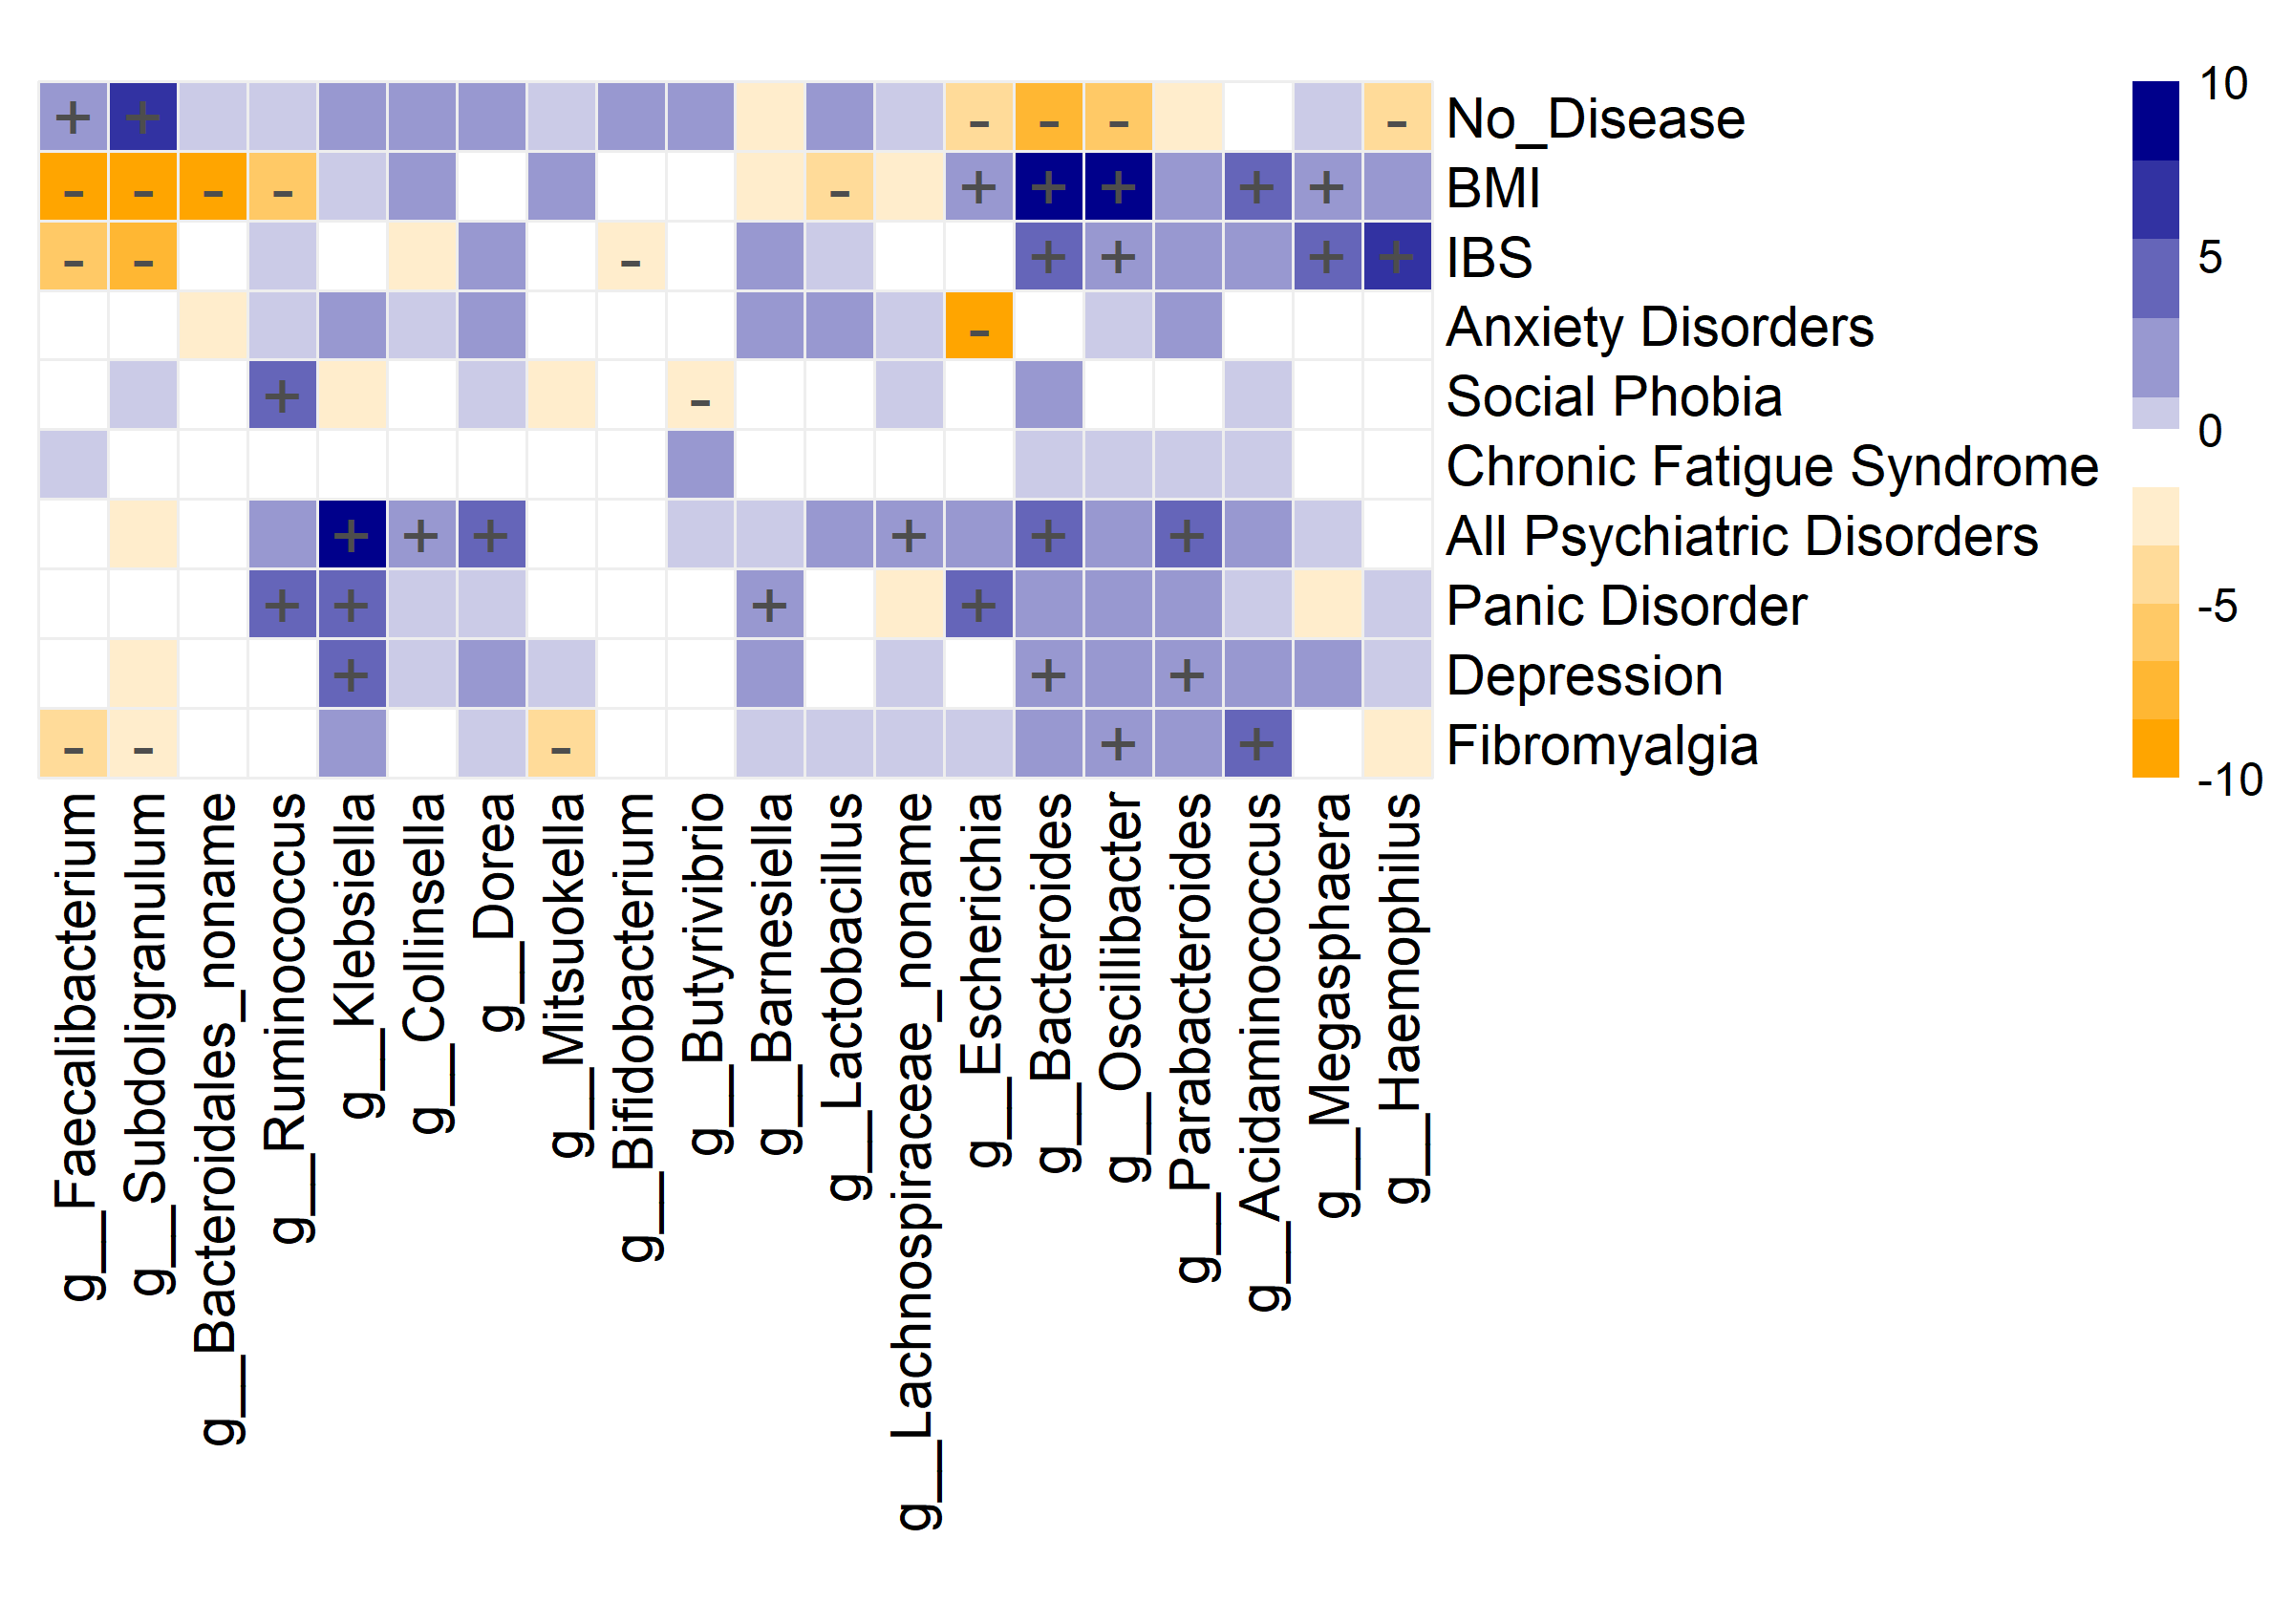 + + - - - - No_Disease
- - - - - + + + + + BMI
- - - + + + + IBS
- Anxiety Disorders
+ - Social Phobia
Chronic Fatigue Syndrome
+ + + + + + All Psychiatric Disorders
+ + + + Panic Disorder
+ + + Depression
- - - + + Fibromyalgia
10
5
0
-5
-10
g__Faecalibacterium
g__Subdoligranulum
g__Bacteroidales_noname
g__Ruminococcus
g__Klebsiella
g__Collinsella
g__Dorea
g__Mitsuokella
g__Bifidobacterium
g__Butyrivibrio
g__Barnesiella
g__Lactobacillus
g__Lachnospiraceae_noname
g__Escherichia
g__Bacteroides
g__Oscillibacter
g__Parabacteroides
g__Acidaminococcus
g__Megasphaera
g__Haemophilus